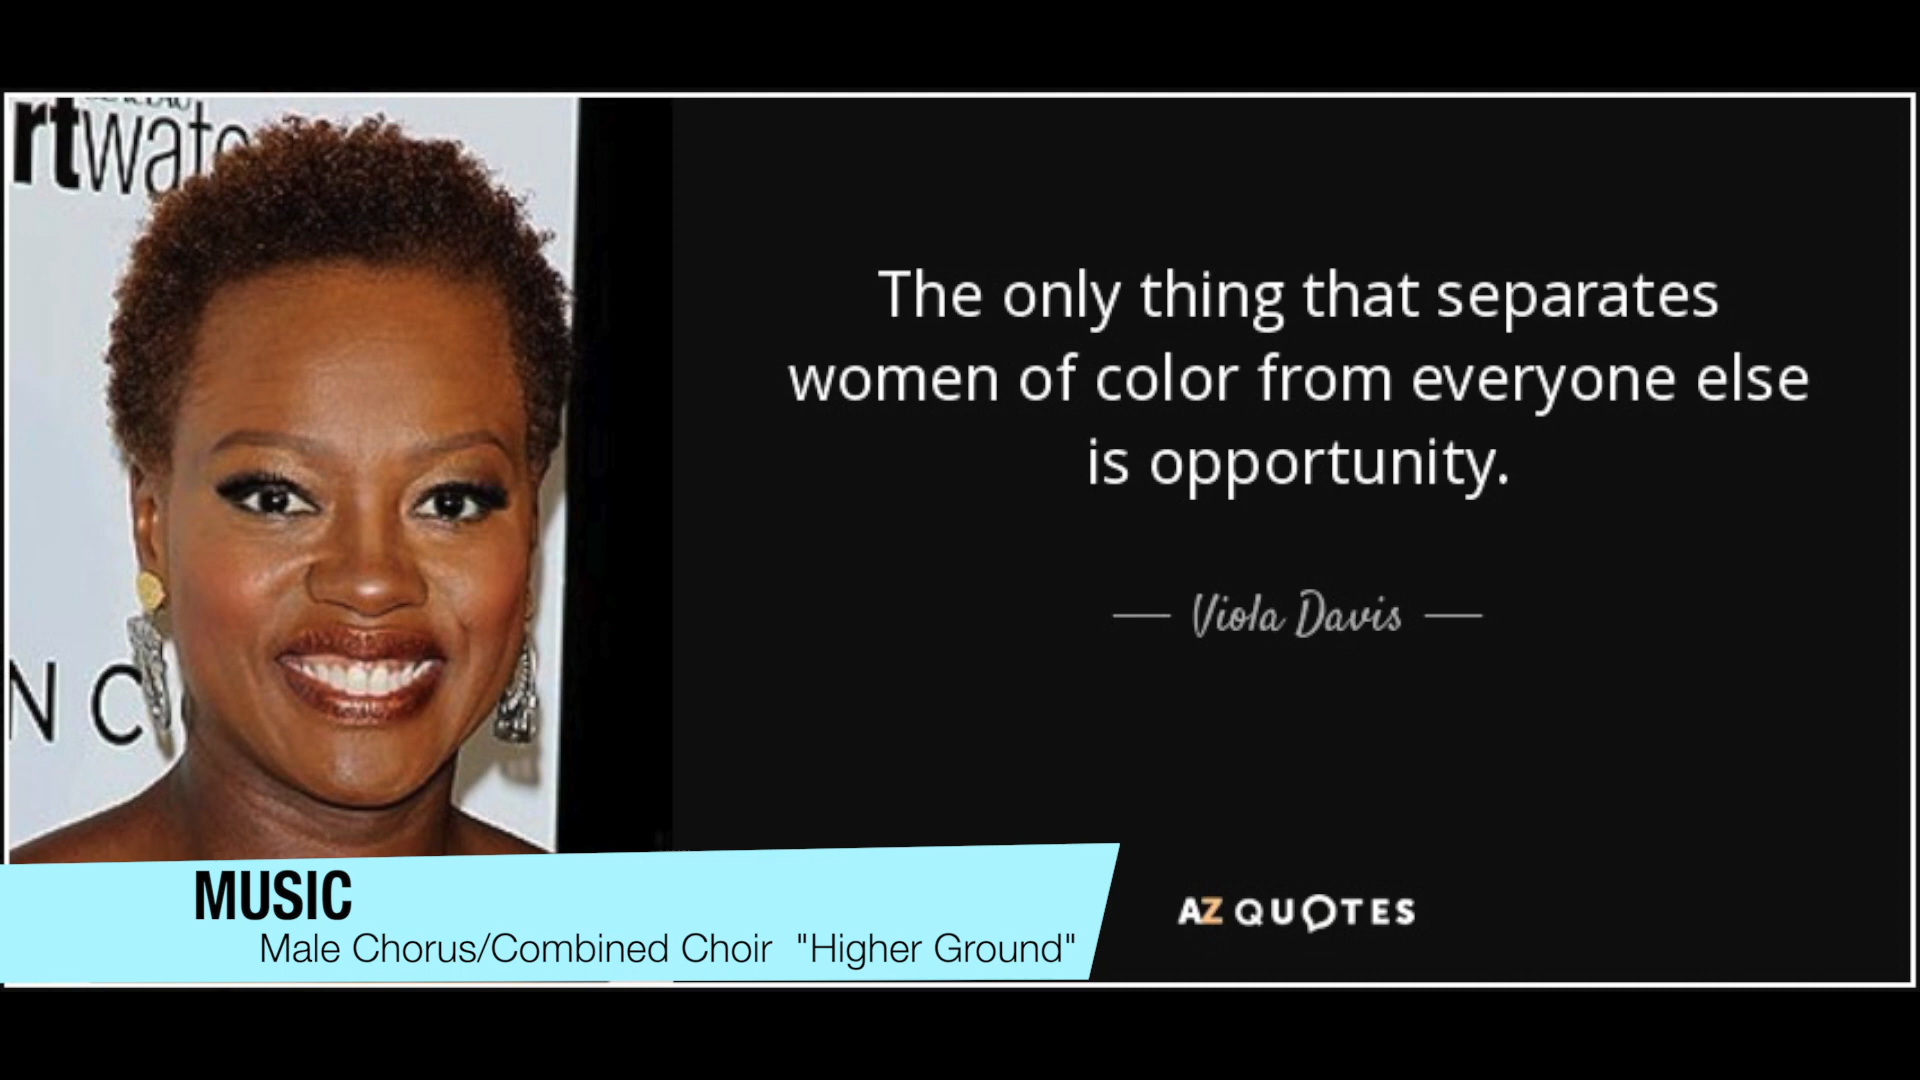 rtwatc
N C
The only thing that separates
women of color from everyone else
is opportunity.
Viola Davis
AZ QUOTES
MUSIC
Male Chorus/Combined Choir "Higher Ground"